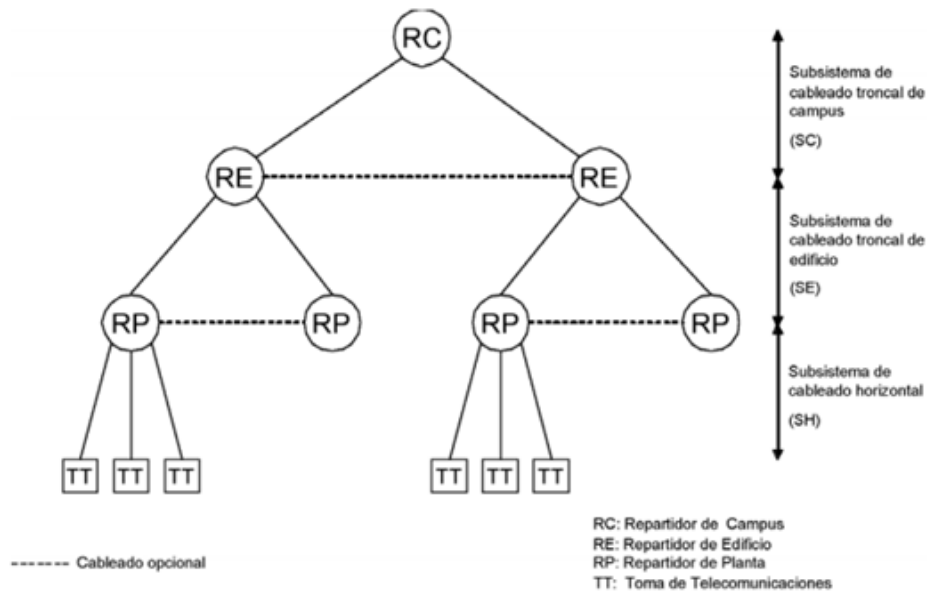 RC
Subsistema de
cableado troncal de
campus
(SC)
RE
RE
Subsistema de
cableado troncal de
edificio
(SE)
RP
RP
RP
RP
Subsistema de
cableado horizontal
(SH)
TT TT TT
TT TT TT
RC: Repartidor de Campus
RE: Repartidor de Edificio
RP: Repartidor de Planta
TT: Toma de Telecomunicaciones
Cableado opcional